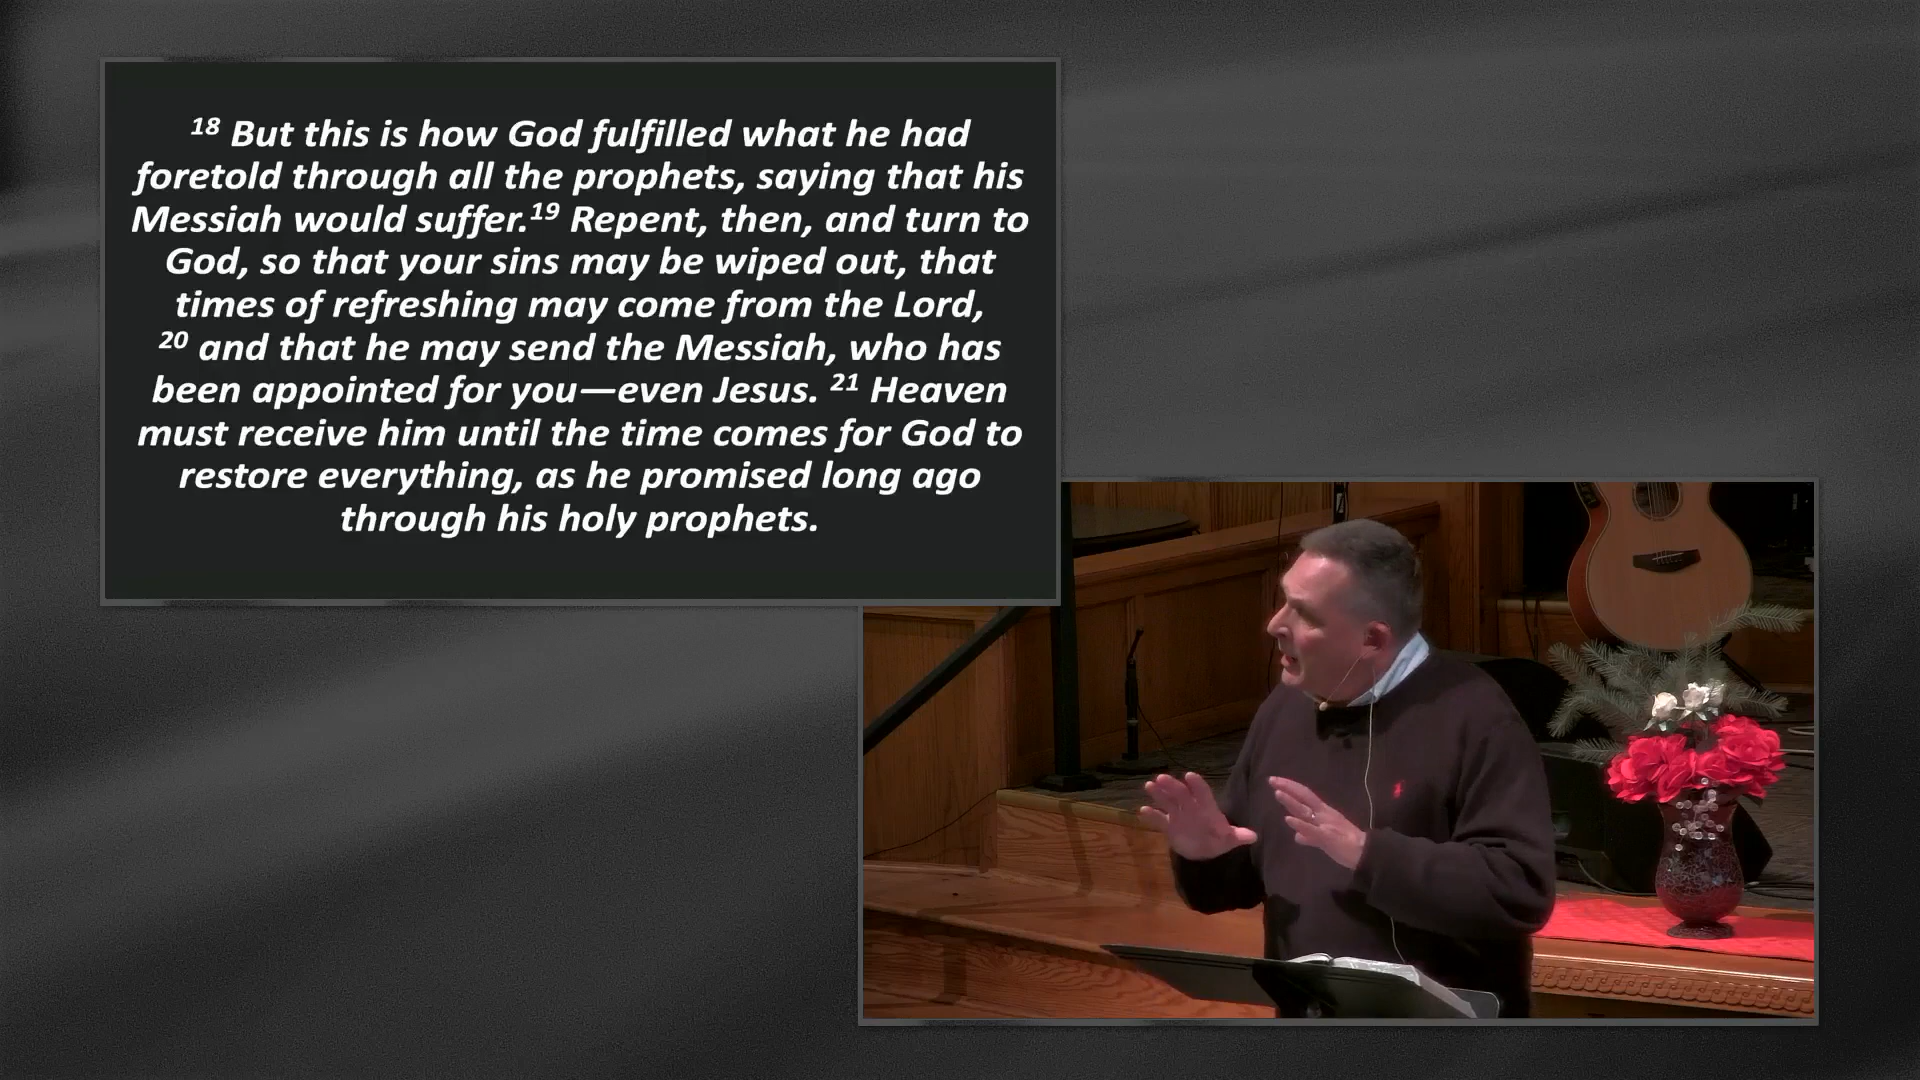 18 But this is how God fulfilled what he had
foretold through all the prophets, saying that his
Messiah would suffer.19 Repent, then, and turn to
God, so that your sins may be wiped out, that
times of refreshing may come from the Lord,
20 and that he may send the Messiah, who has
been appointed for you—even Jesus. 21 Heaven
must receive him until the time comes for God to
restore everything, as he promised long ago
through his holy prophets.